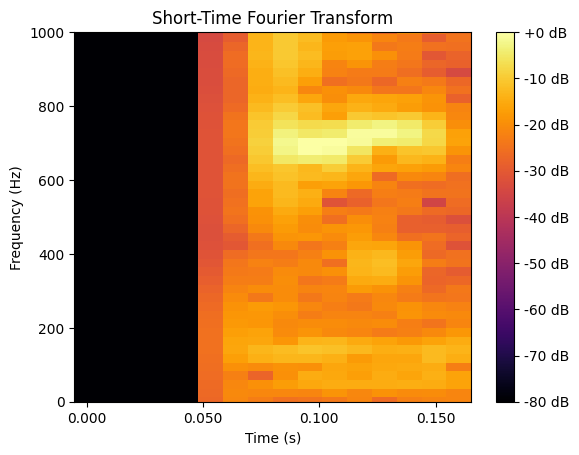 Short-Time Fourier Transform
1000
800
600
400
200
0
Frequency (Hz)
0.000
0.050
0.100
0.150
Time (s)
+0 dB
-10 dB
-20 dB
-30 dB
-40 dB
-50 dB
-60 dB
-70 dB
-80 dB